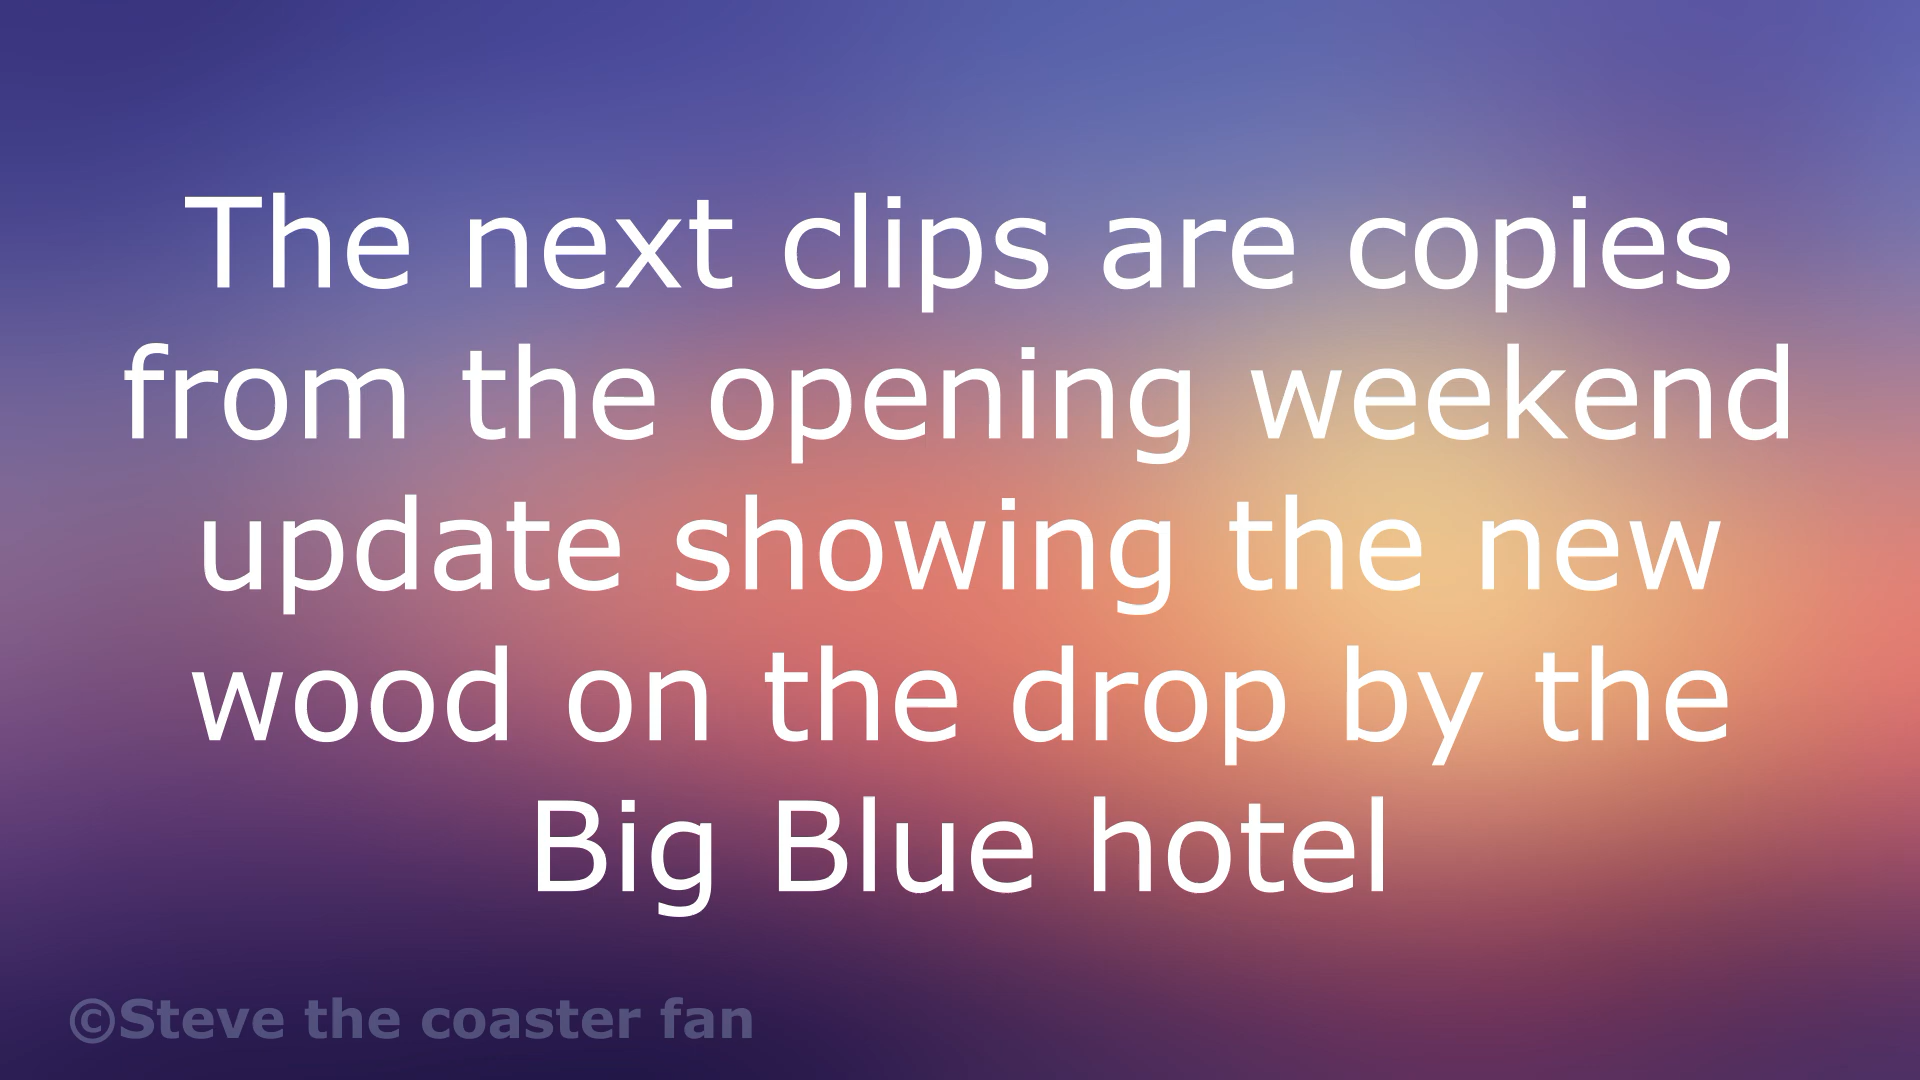 The next clips are copies
from the opening weekend
update showing the new
wood on the drop by the
Big Blue hotel
©Steve the coaster fan